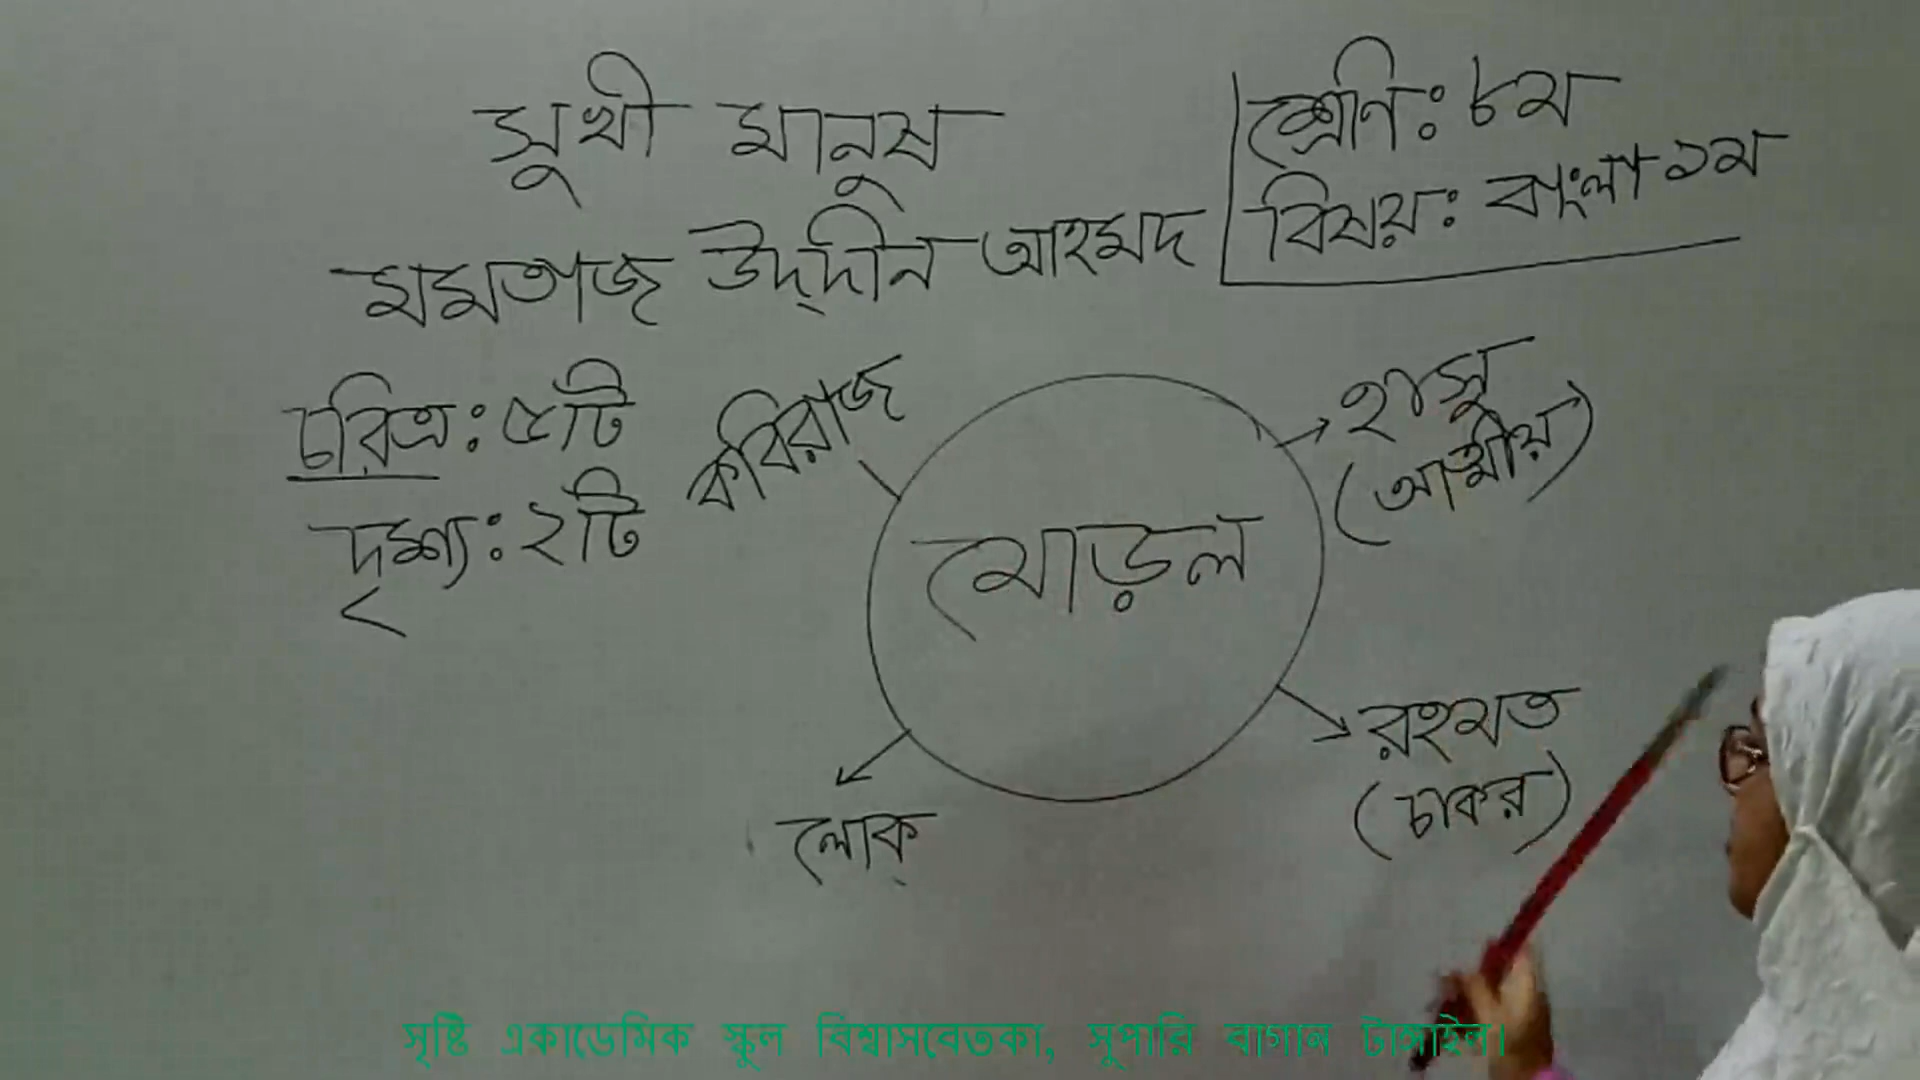 সুখী মানুষ
মমতাজ উদ্‌দীন আহমদ
শ্রেণি: ৮ম
বিষয়: বাংলা ১ম
চরিত্র: ৫টি
দৃশ্য: ২টি
কবিরাজ
হাসু
(আত্মীয়)
মোড়ল
রহমত
(চাকর)
লোক
সৃষ্টি একাডেমিক স্কুল বিশ্বাসবেতকা, সুপারি বাগান টাঙ্গাইল।